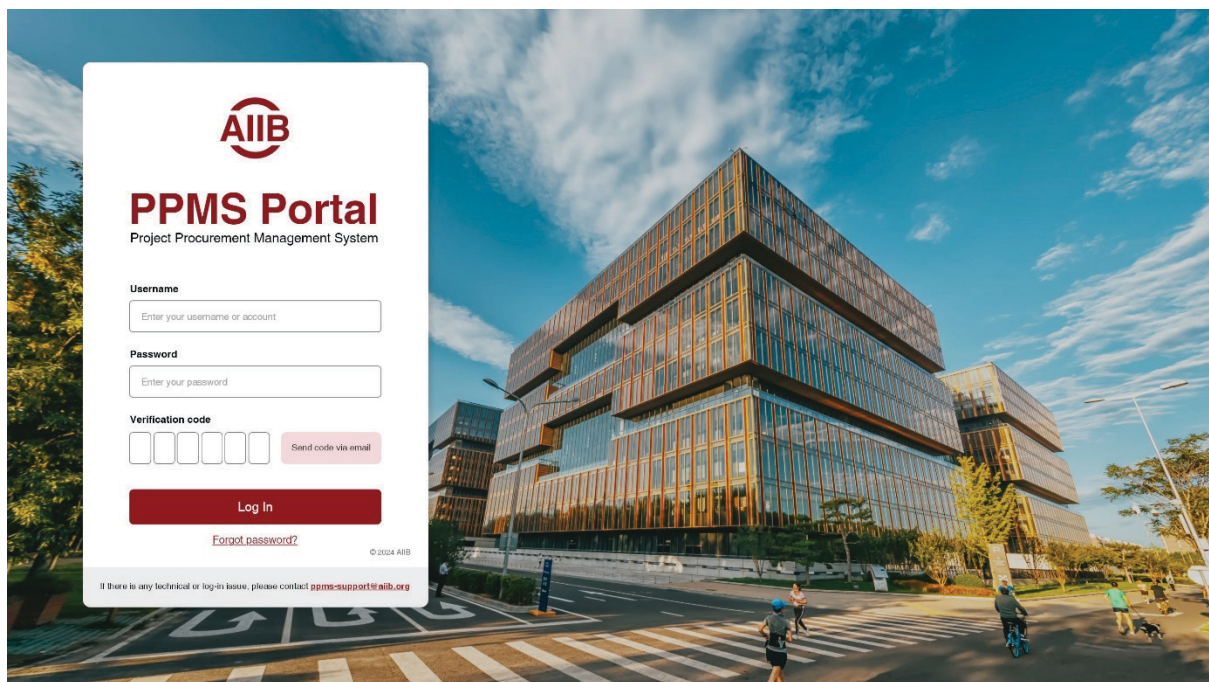 AIIB
PPMS Portal
Project Procurement Management System
Username
Enter your username or account
Password
Enter your password
Verification code
Send code via email
Log In
Forgot password?
© 2024 AIIB
If there is any technical or log-in issue, please contact ppms-support@aiib.org